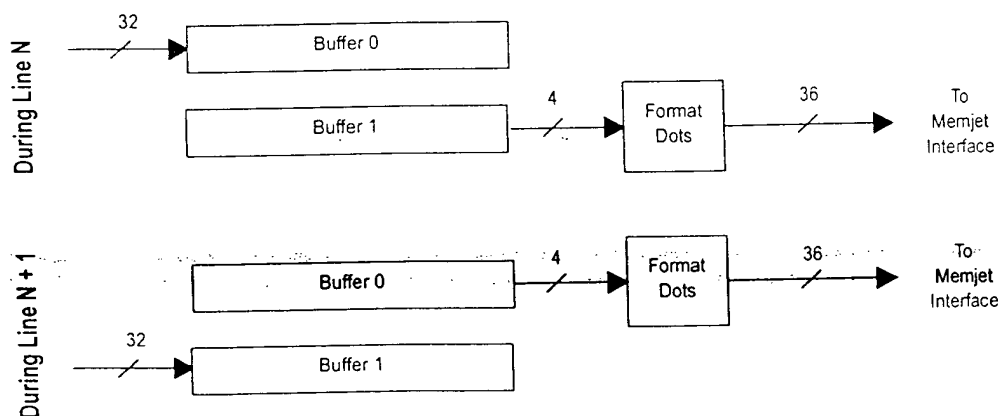 During Line N
32
Buffer 0
Buffer 1
4
Format
Dots
36
To
Memjet
Interface
During Line N + 1
Buffer 0
4
Format
Dots
36
To
Memjet
Interface
32
Buffer 1